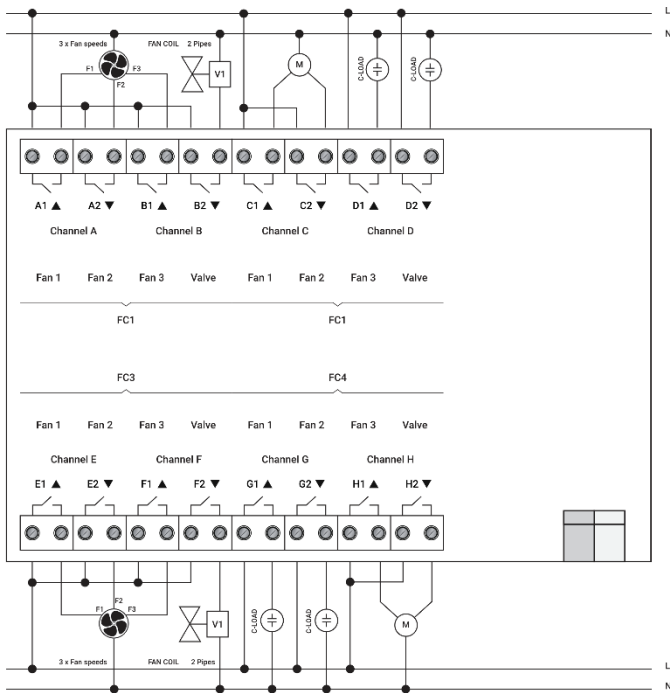 L
N
3 x Fan speeds FAN COIL 2 Pipes
F1 F3
F2
V1
M
C-LOAD C-LOAD
A1 ▲ A2 ▼ B1 ▲ B2 ▼ C1 ▲ C2 ▼ D1 ▲ D2 ▼
Channel A Channel B Channel C Channel D
Fan 1 Fan 2 Fan 3 Valve Fan 1 Fan 2 Fan 3 Valve
FC1 FC1
FC3 FC4
Fan 1 Fan 2 Fan 3 Valve Fan 1 Fan 2 Fan 3 Valve
Channel E Channel F Channel G Channel H
E1 ▲ E2 ▼ F1 ▲ F2 ▼ G1 ▲ G2 ▼ H1 ▲ H2 ▼
F2
F1 F3
V1
C-LOAD C-LOAD
M
3 x Fan speeds FAN COIL 2 Pipes
L
N